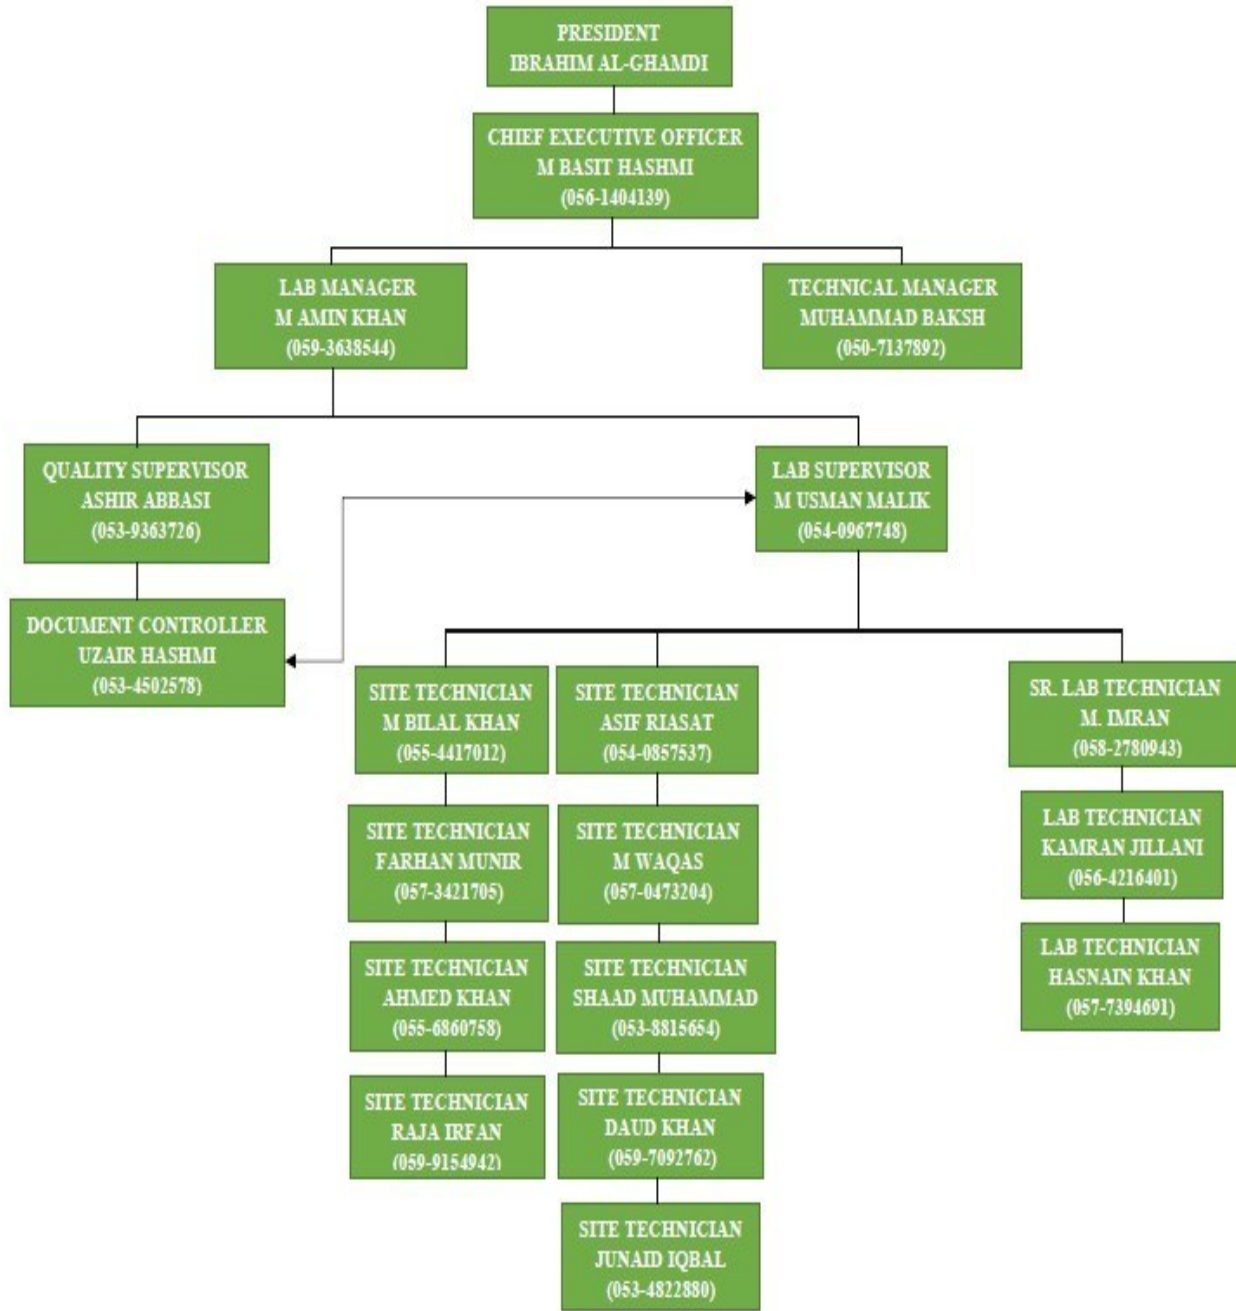 PRESIDENT
IBRAHIM AL-GHAMDI
CHIEF EXECUTIVE OFFICER
M BASIT HASHMI
(056-1404139)
LAB MANAGER
M AMIN KHAN
(059-3638544)
TECHNICAL MANAGER
MUHAMMAD BAKSH
(050-7137892)
QUALITY SUPERVISOR
ASHIR ABBASI
(053-9363726)
LAB SUPERVISOR
M USMAN MALIK
(054-0967748)
DOCUMENT CONTROLLER
UZAIR HASHMI
(053-4502578)
SITE TECHNICIAN
M BILAL KHAN
(055-4417012)
SITE TECHNICIAN
ASIF RIASAT
(054-0857537)
SR. LAB TECHNICIAN
M. IMRAN
(058-2780943)
SITE TECHNICIAN
FARHAN MUNIR
(057-3421705)
SITE TECHNICIAN
M WAQAS
(057-0473204)
LAB TECHNICIAN
KAMRAN JILLANI
(056-4216401)
SITE TECHNICIAN
AHMED KHAN
(055-6860758)
SITE TECHNICIAN
SHAAD MUHAMMAD
(053-8815654)
LAB TECHNICIAN
HASNAIN KHAN
(057-7394691)
SITE TECHNICIAN
RAJA IRFAN
(059-9154942)
SITE TECHNICIAN
DAUD KHAN
(059-7092762)
SITE TECHNICIAN
JUNAID IQBAL
(053-4822880)